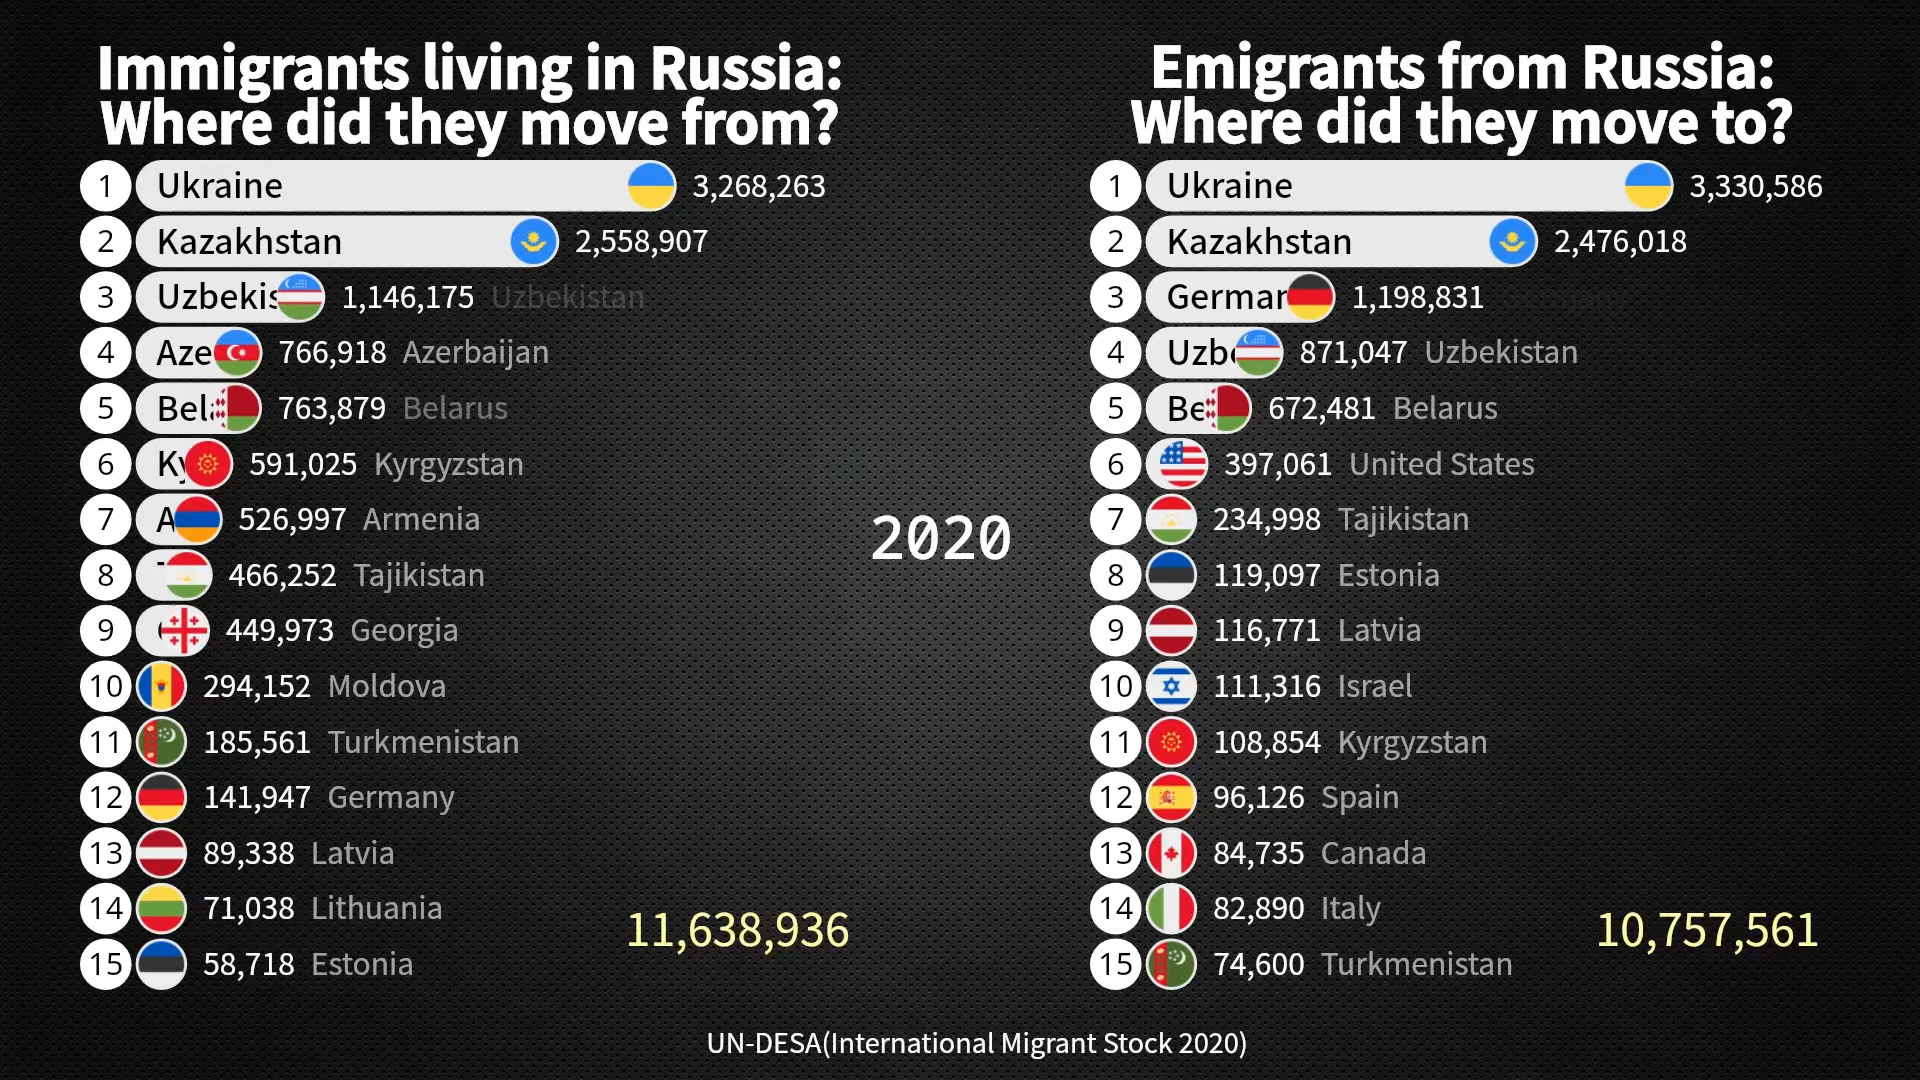 Immigrants living in Russia:
Where did they move from?
1 Ukraine 3,268,263
2 Kazakhstan 2,558,907
3 Uzbekis 1,146,175 Uzbekistan
4 Aze 766,918 Azerbaijan
5 Bela 763,879 Belarus
6 Ky 591,025 Kyrgyzstan
7 A 526,997 Armenia
8 466,252 Tajikistan
9 449,973 Georgia
10 294,152 Moldova
11 185,561 Turkmenistan
12 141,947 Germany
13 89,338 Latvia
14 71,038 Lithuania
15 58,718 Estonia
11,638,936
2020
Emigrants from Russia:
Where did they move to?
1 Ukraine 3,330,586
2 Kazakhstan 2,476,018
3 German 1,198,831 Germany
4 Uzbe 871,047 Uzbekistan
5 Be 672,481 Belarus
6 397,061 United States
7 234,998 Tajikistan
8 119,097 Estonia
9 116,771 Latvia
10 111,316 Israel
11 108,854 Kyrgyzstan
12 96,126 Spain
13 84,735 Canada
14 82,890 Italy
15 74,600 Turkmenistan
10,757,561
UN-DESA(International Migrant Stock 2020)